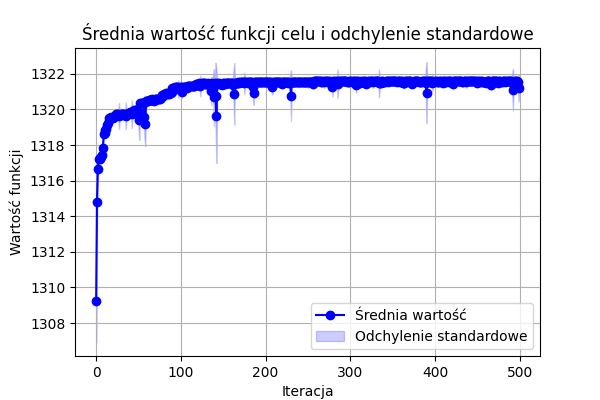 Średnia wartość funkcji celu i odchylenie standardowe
Wartość funkcji
1322
1320
1318
1316
1314
1312
1310
1308
0 100 200 300 400 500
Iteracja
Średnia wartość
Odchylenie standardowe